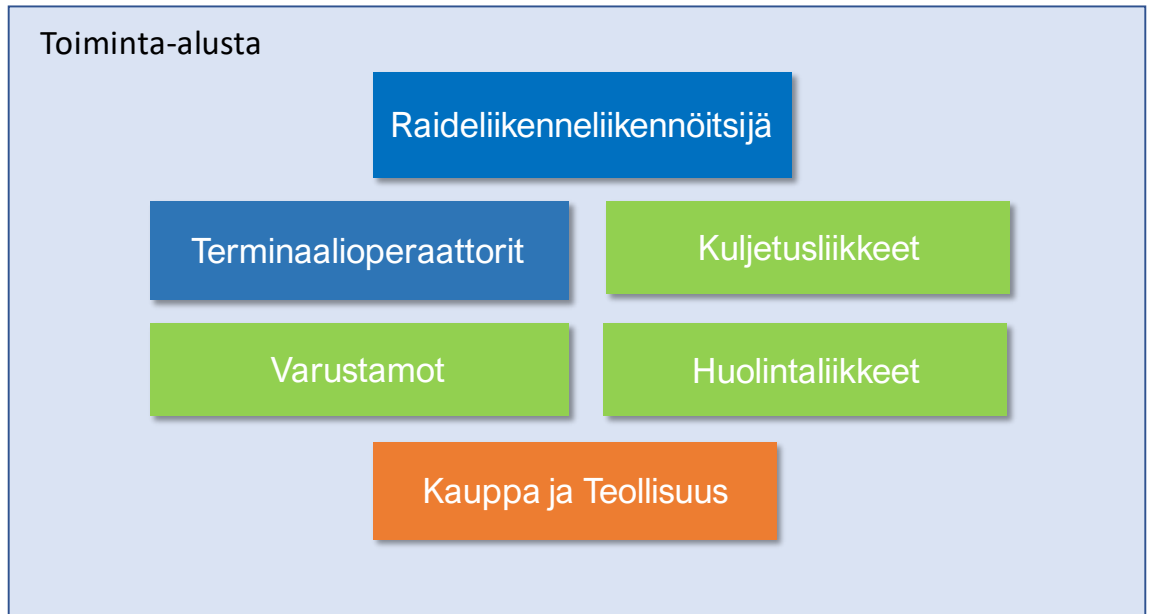 Toiminta-alusta
Raideliikenneliikennöitsijä
Terminaalioperaattorit
Kuljetusliikkeet
Varustamot
Huolintaliikkeet
Kauppa ja Teollisuus